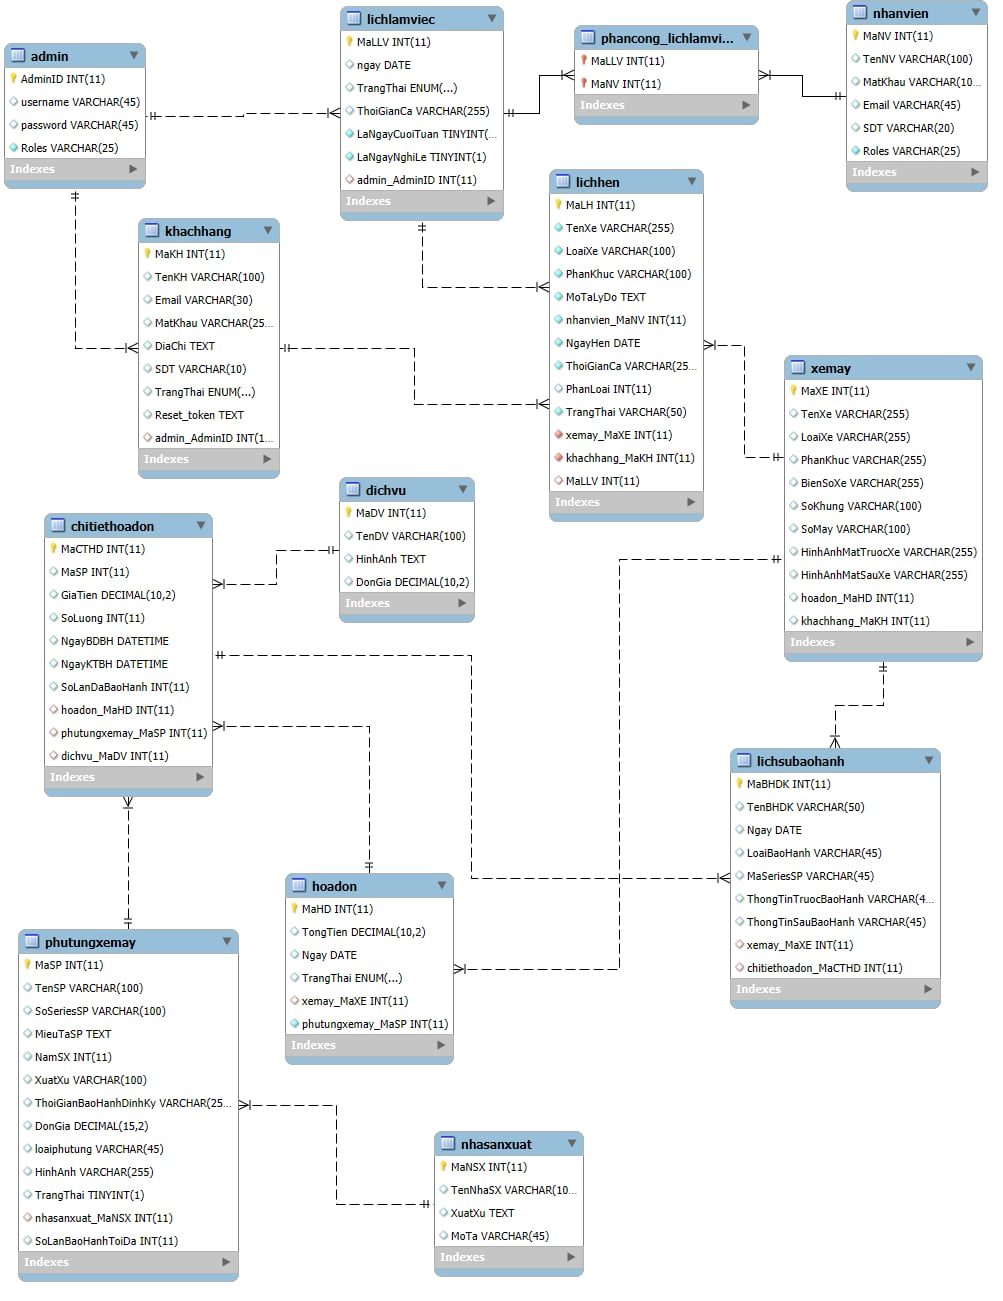 admin
AdminID INT(11)
username VARCHAR(45)
password VARCHAR(45)
Roles VARCHAR(25)
Indexes
lichlamviec
MaLLV INT(11)
ngay DATE
TrangThai ENUM(...)
ThoiGianCa VARCHAR(255)
LaNgayCuoiTuan TINYINT(...
LaNgayNghiLe TINYINT(1)
admin_AdminID INT(11)
Indexes
phancong_lichlamvi...
MaLLV INT(11)
MaNV INT(11)
Indexes
nhanvien
MaNV INT(11)
TenNV VARCHAR(100)
MatKhau VARCHAR(10...
Email VARCHAR(45)
SDT VARCHAR(20)
Roles VARCHAR(25)
Indexes
khachhang
MaKH INT(11)
TenKH VARCHAR(100)
Email VARCHAR(30)
MatKhau VARCHAR(25...
DiaChi TEXT
SDT VARCHAR(10)
TrangThai ENUM(...)
Reset_token TEXT
admin_AdminID INT(1...
Indexes
lichhen
MaLH INT(11)
TenXe VARCHAR(255)
LoaiXe VARCHAR(100)
PhanKhuc VARCHAR(100)
MoTaLyDo TEXT
nhanvien_MaNV INT(11)
NgayHen DATE
ThoiGianCa VARCHAR(25...
PhanLoai INT(11)
TrangThai VARCHAR(50)
xemay_MaXE INT(11)
khachhang_MaKH INT(11)
MaLLV INT(11)
Indexes
xemay
MaXE INT(11)
TenXe VARCHAR(255)
LoaiXe VARCHAR(255)
PhanKhuc VARCHAR(255)
BienSoXe VARCHAR(255)
SoKhung VARCHAR(100)
SoMay VARCHAR(100)
HinhAnhMatTruocXe VARCHAR(255)
HinhAnhMatSauXe VARCHAR(255)
hoadon_MaHD INT(11)
khachhang_MaKH INT(11)
Indexes
dichvu
MaDV INT(11)
TenDV VARCHAR(100)
HinhAnh TEXT
DonGia DECIMAL(10,2)
Indexes
chitiethoadon
MaCTHD INT(11)
MaSP INT(11)
GiaTien DECIMAL(10,2)
SoLuong INT(11)
NgayBDBH DATETIME
NgayKTBH DATETIME
SoLanDaBaoHanh INT(11)
hoadon_MaHD INT(11)
phutungxemay_MaSP INT(11)
dichvu_MaDV INT(11)
Indexes
lichsubaohanh
MaBHDK INT(11)
TenBHDK VARCHAR(50)
Ngay DATE
LoaiBaoHanh VARCHAR(45)
MaSeriesSP VARCHAR(45)
ThongTinTruocBaoHanh VARCHAR(4...
ThongTinSauBaoHanh VARCHAR(45)
xemay_MaXE INT(11)
chitiethoadon_MaCTHD INT(11)
Indexes
hoadon
MaHD INT(11)
TongTien DECIMAL(10,2)
Ngay DATE
TrangThai ENUM(...)
xemay_MaXE INT(11)
phutungxemay_MaSP INT(11)
Indexes
phutungxemay
MaSP INT(11)
TenSP VARCHAR(100)
SoSeriesSP VARCHAR(100)
MieuTaSP TEXT
NamSX INT(11)
XuatXu VARCHAR(100)
ThoiGianBaoHanhDinhKy VARCHAR(25...
DonGia DECIMAL(15,2)
loaiphutung VARCHAR(45)
HinhAnh VARCHAR(255)
TrangThai TINYINT(1)
nhasanxuat_MaNSX INT(11)
SoLanBaoHanhToiDa INT(11)
Indexes
nhasanxuat
MaNSX INT(11)
TenNhaSX VARCHAR(10...
XuatXu TEXT
MoTa VARCHAR(45)
Indexes